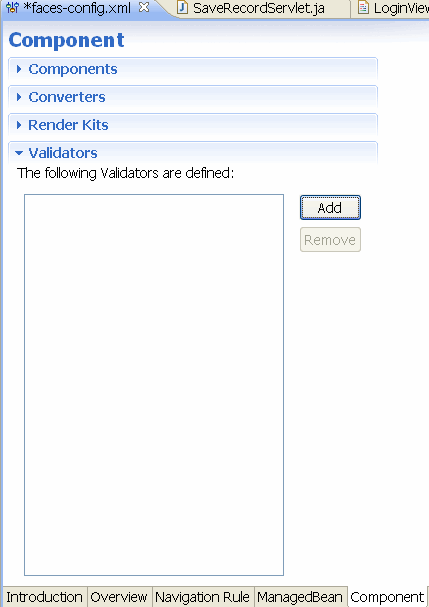 *faces-config.xml SaveRecordServlet.ja LoginView
Component
Components
Converters
Render Kits
Validators
The following Validators are defined:
Add
Remove
Introduction Overview Navigation Rule ManagedBean Component